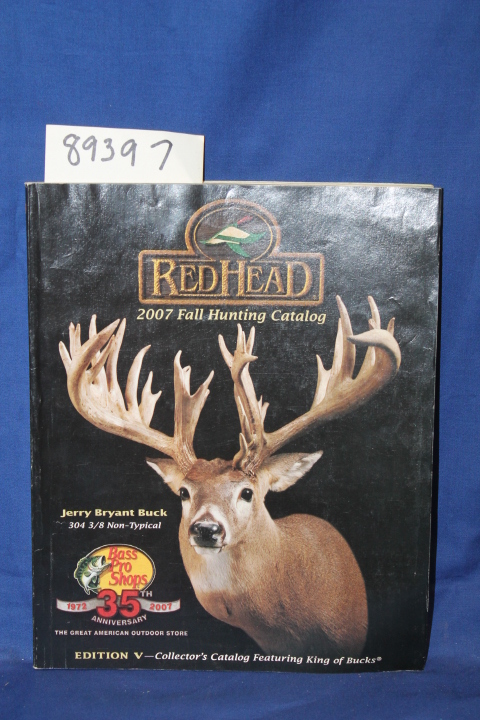 89397
REDHEAD
2007 Fall Hunting Catalog
Jerry Bryant Buck
304 3/8 Non-Typical
Bass
Pro
Shops
35TH
1972 2007
ANNIVERSARY
THE GREAT AMERICAN OUTDOOR STORE
EDITION V—Collector's Catalog Featuring King of Bucks®